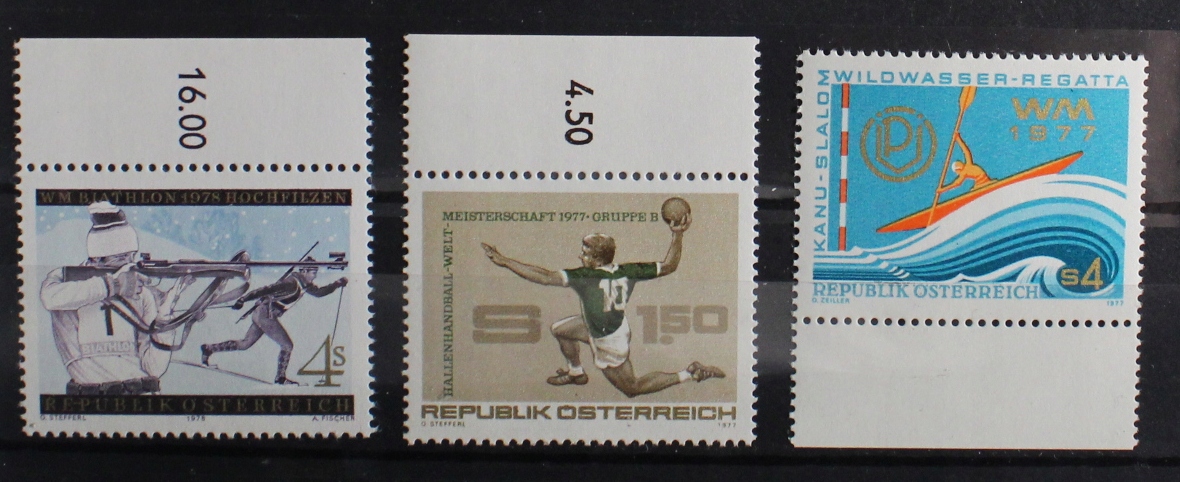 16.00
WM BIATHLON 1978 HOCHFILZEN
BIATHLON
4S
REPUBLIK ÖSTERREICH
G. STEFFERL 1978 A. FISCHER
4.50
HALLENHANDBALL-WELT-
MEISTERSCHAFT 1977·GRUPPE B
10
S 1.50
REPUBLIK ÖSTERREICH
G STEFFERL 1977
KANU-SLALOM
WILDWASSER-REGATTA
WM
1977
S4
REPUBLIK ÖSTERREICH
O. ZEILLER 1977